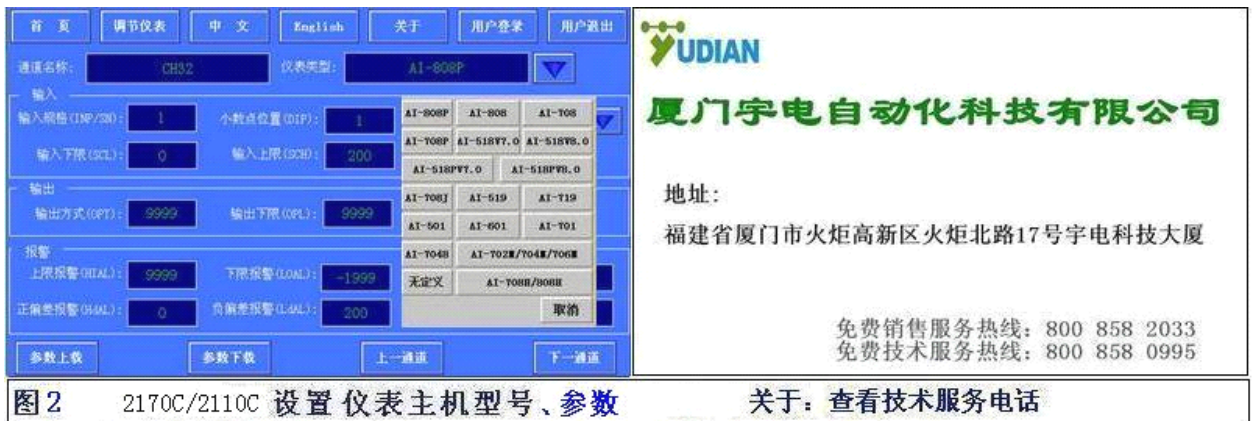 首 页 调节仪表 中 文 English 关于 用户登录 用户退出
通道名称: CH32 仪表类型: AI-808P
输入
输入规格(INP/SN): 1 小数点位置(DIP): 1
输入下限(SCL): 0 输入上限(SCH): 200
输出
输出方式(OPT): 9999 输出下限(OPL): 9999
报警
上限报警(HIAL): 9999 下限报警(LOAL): -1999
正偏差报警(HdAL): 0 负偏差报警(LdAL): 200
AI-808P AI-808 AI-708
AI-708P AI-518V7.0 AI-518V8.0
AI-518PV7.0 AI-518PV8.0
AI-708J AI-519 AI-719
AI-501 AI-601 AI-701
AI-7048 AI-702M/704M/706M
无定义 AI-708H/808H
取消
参数上载 参数下载 上一通道 下一通道
YUDIAN
厦门宇电自动化科技有限公司
地址:
福建省厦门市火炬高新区火炬北路17号宇电科技大厦
免费销售服务热线: 800 858 2033
免费技术服务热线: 800 858 0995
图2 2170C/2110C 设置仪表主机型号、参数 关于: 查看技术服务电话